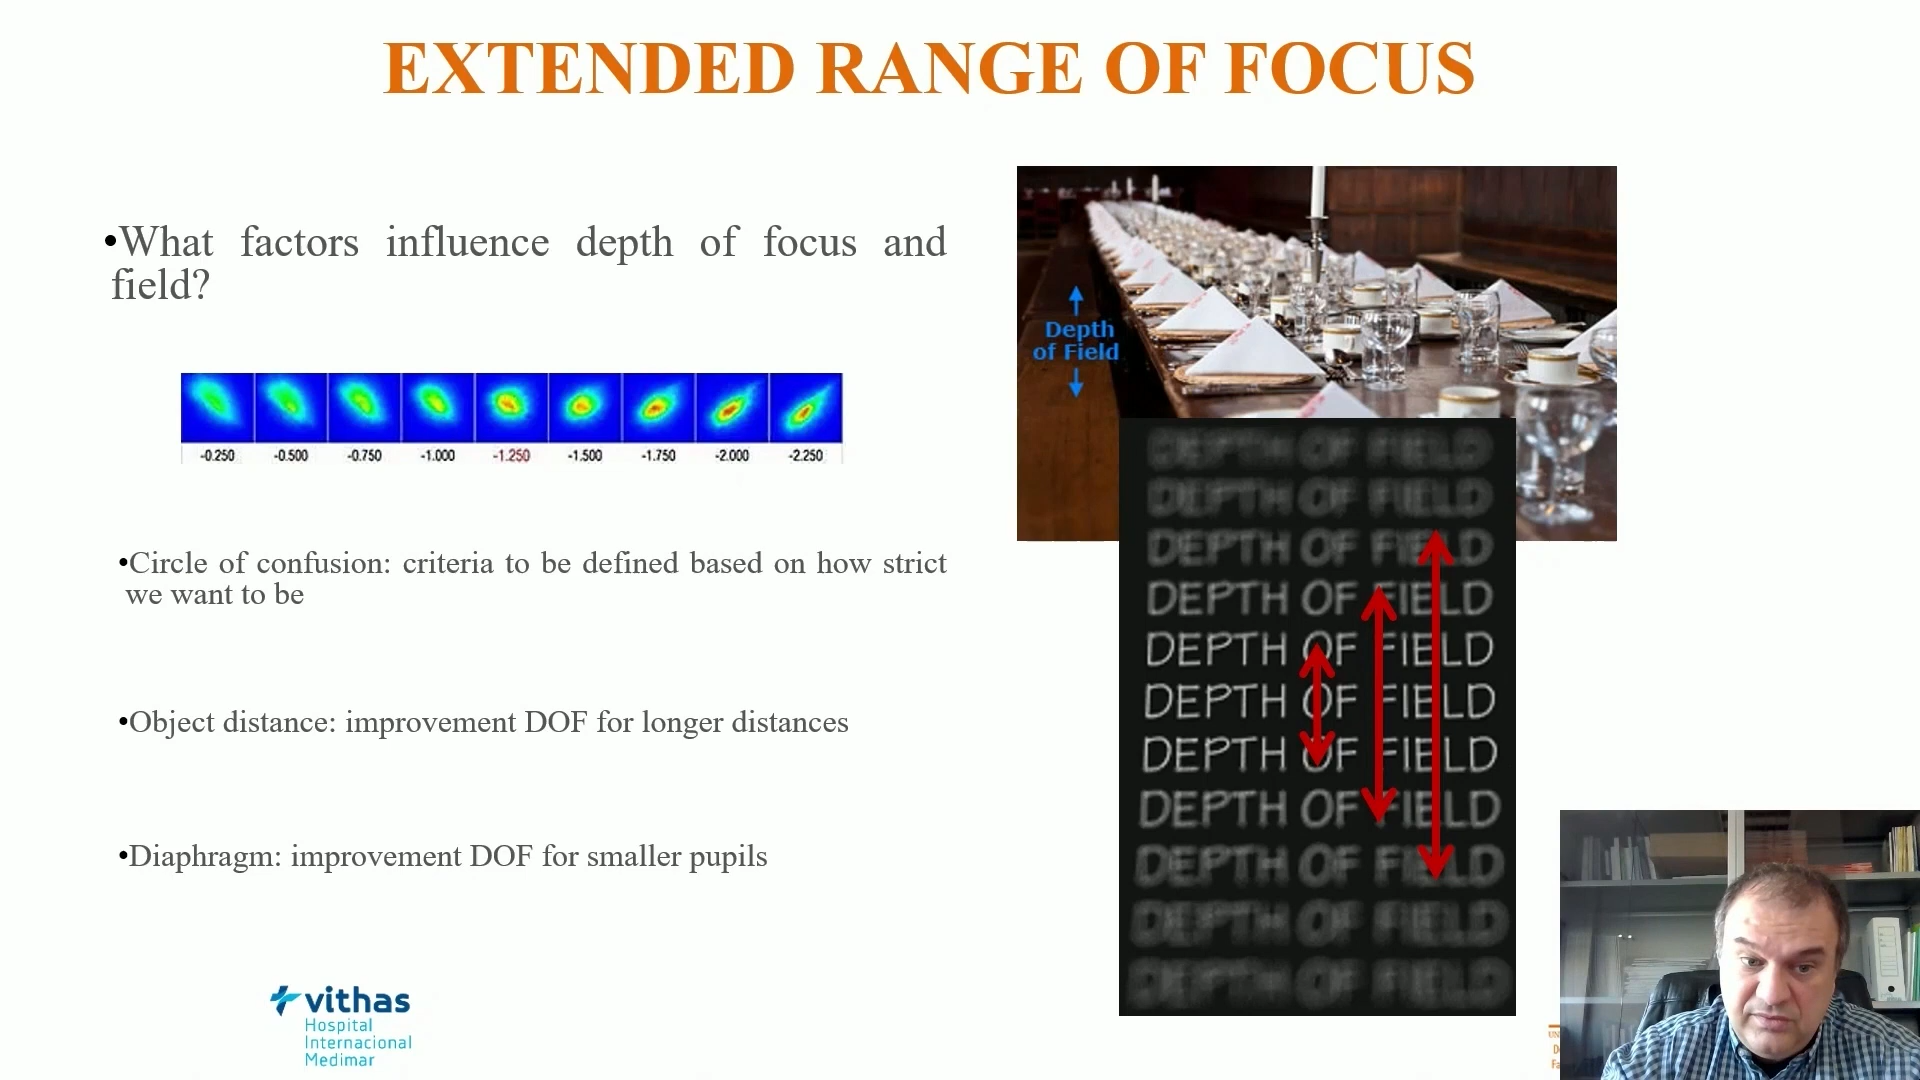 EXTENDED RANGE OF FOCUS
•What factors influence depth of focus and
field?
-0.250 -0.500 -0.750 -1.000 -1.250 -1.500 -1.750 -2.000 -2.250
•Circle of confusion: criteria to be defined based on how strict
we want to be
•Object distance: improvement DOF for longer distances
•Diaphragm: improvement DOF for smaller pupils
vithas
Hospital
Internacional
Medimar
Depth
of Field
DEPTH OF FIELD
DEPTH OF FIELD
DEPTH OF FIELD
DEPTH OF FIELD
DEPTH OF FIELD
DEPTH OF FIELD
DEPTH OF FIELD
DEPTH OF FIELD
DEPTH OF FIELD
DEPTH OF FIELD
DEPTH OF FIELD